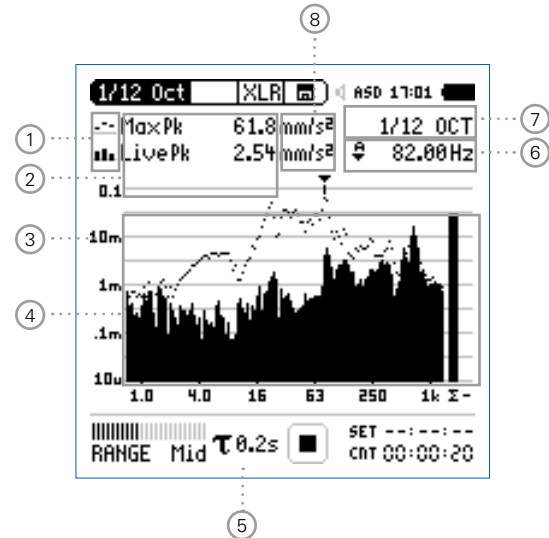 8
1/12 Oct XLR ASD 17:01
MaxPk 61.8 mm/s² 1/12 OCT
LivePk 2.54 mm/s² 82.00Hz
0.1
10m
1m
.1m
10u
1.0 4.0 16 63 250 1k Σ-
RANGE Mid τ0.2s SET --:--:--
CNT 00:00:20
1
2
3
4
5
6
7